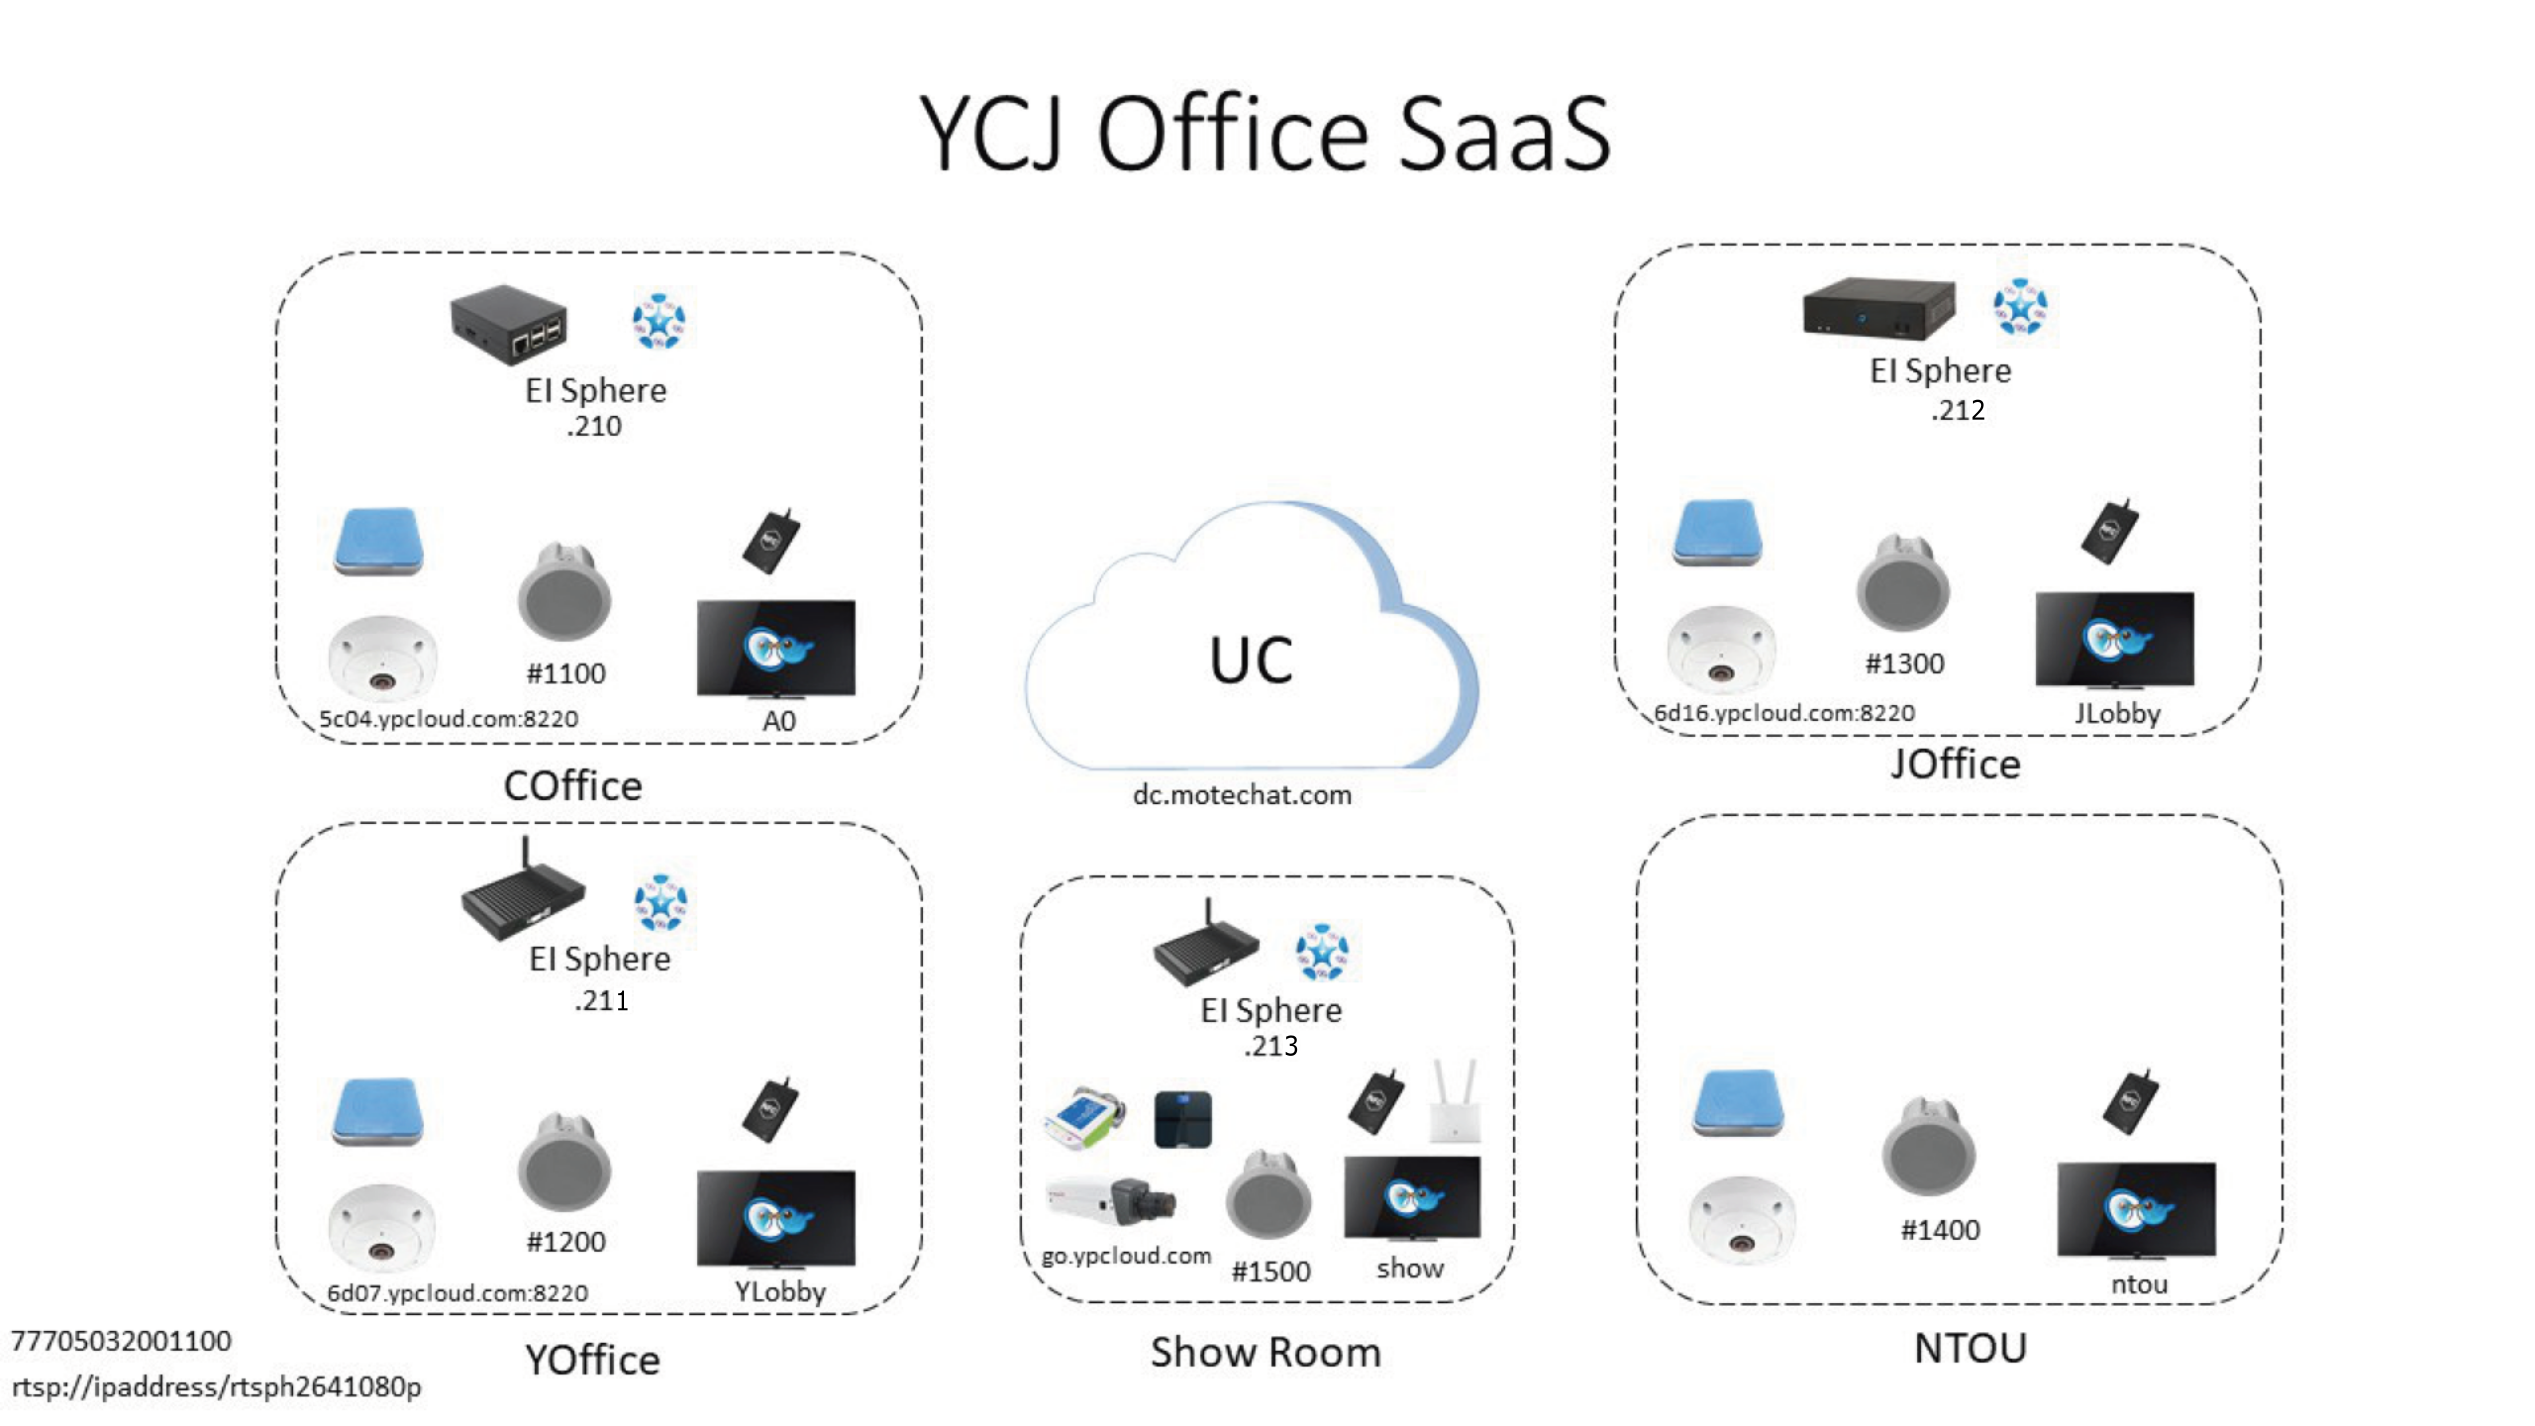 YCJ Office SaaS
EI Sphere
.210
#1100
5c04.ypcloud.com:8220
A0
COffice
EI Sphere
.212
#1300
6d16.ypcloud.com:8220
JLobby
JOffice
UC
dc.motechat.com
EI Sphere
.211
#1200
6d07.ypcloud.com:8220
YLobby
YOffice
EI Sphere
.213
go.ypcloud.com
#1500
show
Show Room
#1400
ntou
NTOU
77705032001100
rtsp://ipaddress/rtsph2641080p